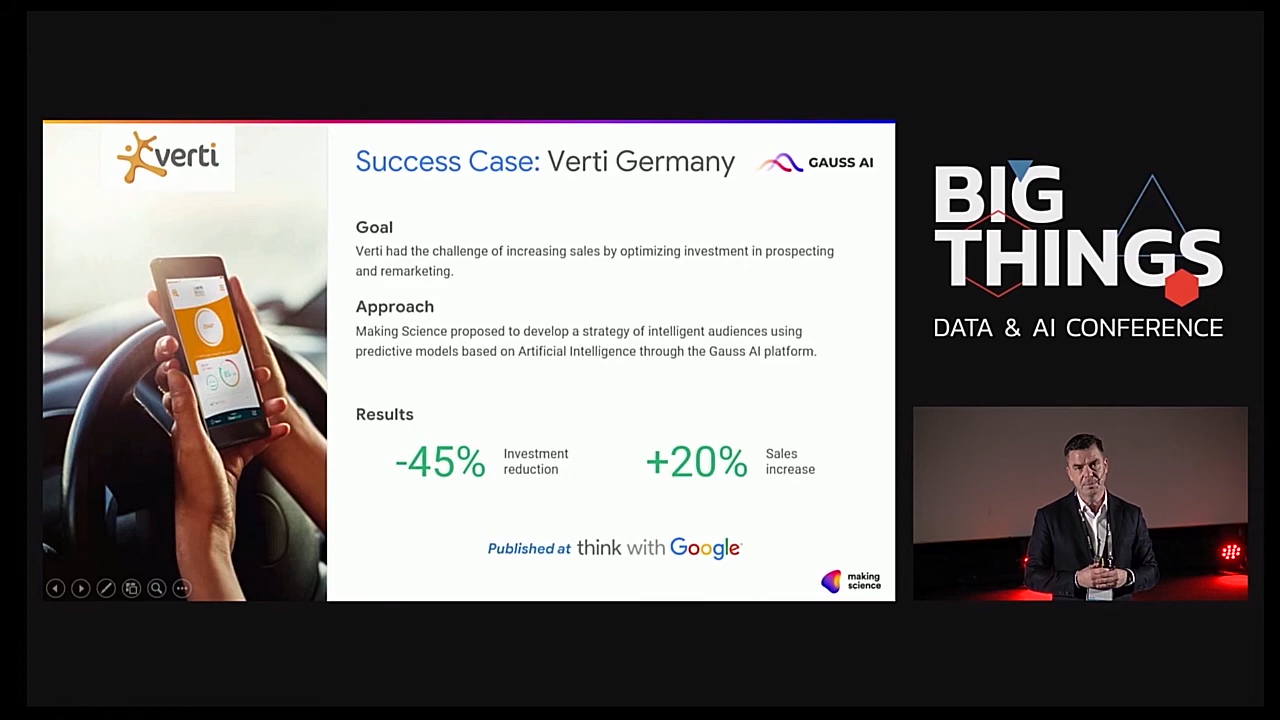 verti
Success Case: Verti Germany
GAUSS AI
Goal
Verti had the challenge of increasing sales by optimizing investment in prospecting
and remarketing.
Approach
Making Science proposed to develop a strategy of intelligent audiences using
predictive models based on Artificial Intelligence through the Gauss AI platform.
Results
-45%
Investment
reduction
+20%
Sales
increase
Published at think with Google
making
science
BIG
THINGS
DATA & AI CONFERENCE